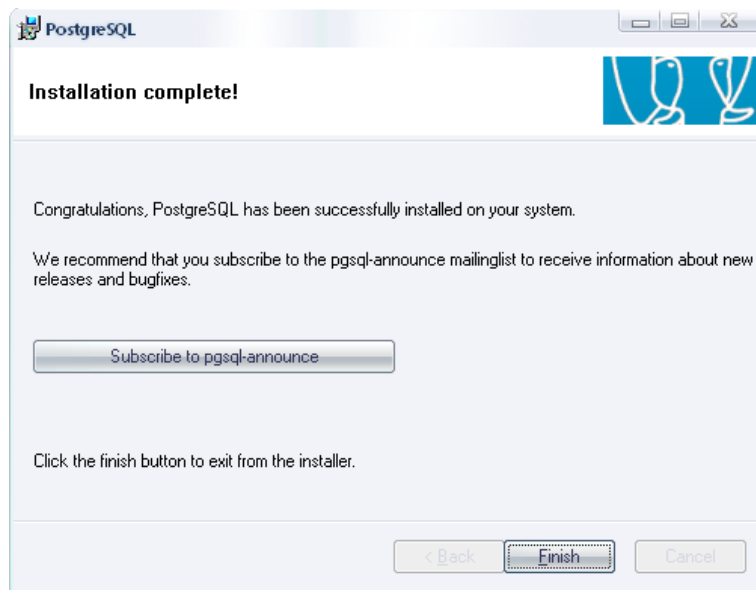 PostgreSQL
Installation complete!
Congratulations, PostgreSQL has been successfully installed on your system.
We recommend that you subscribe to the pgsql-announce mailinglist to receive information about new
releases and bugfixes.
Subscribe to pgsql-announce
Click the finish button to exit from the installer.
< Back Finish Cancel